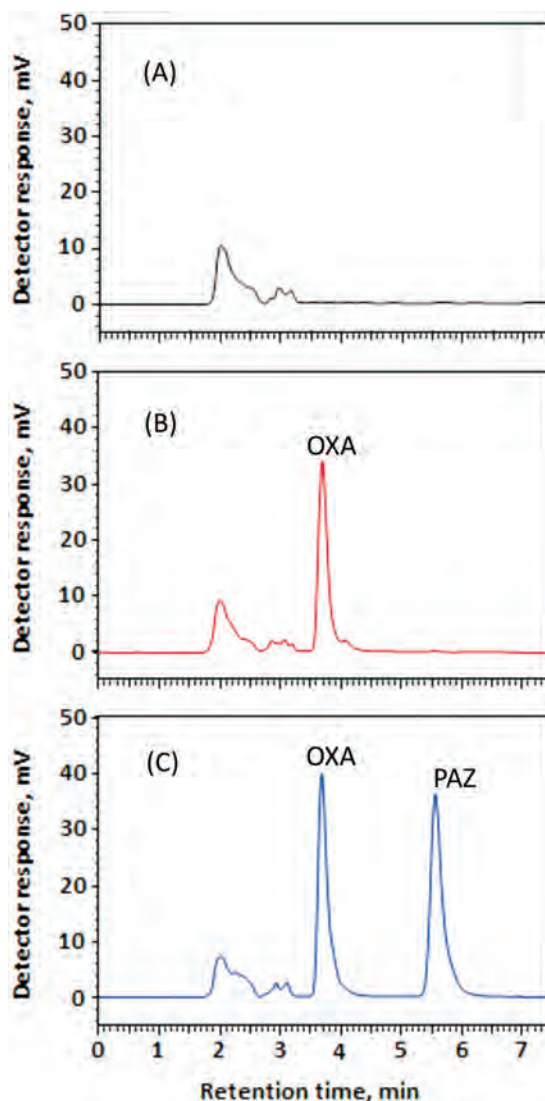 Detector response, mV
50
40
30
20
10
0
(A)
Detector response, mV
50
40
30
20
10
0
(B)
OXA
Detector response, mV
50
40
30
20
10
0
(C)
OXA
PAZ
0 1 2 3 4 5 6 7
Retention time, min